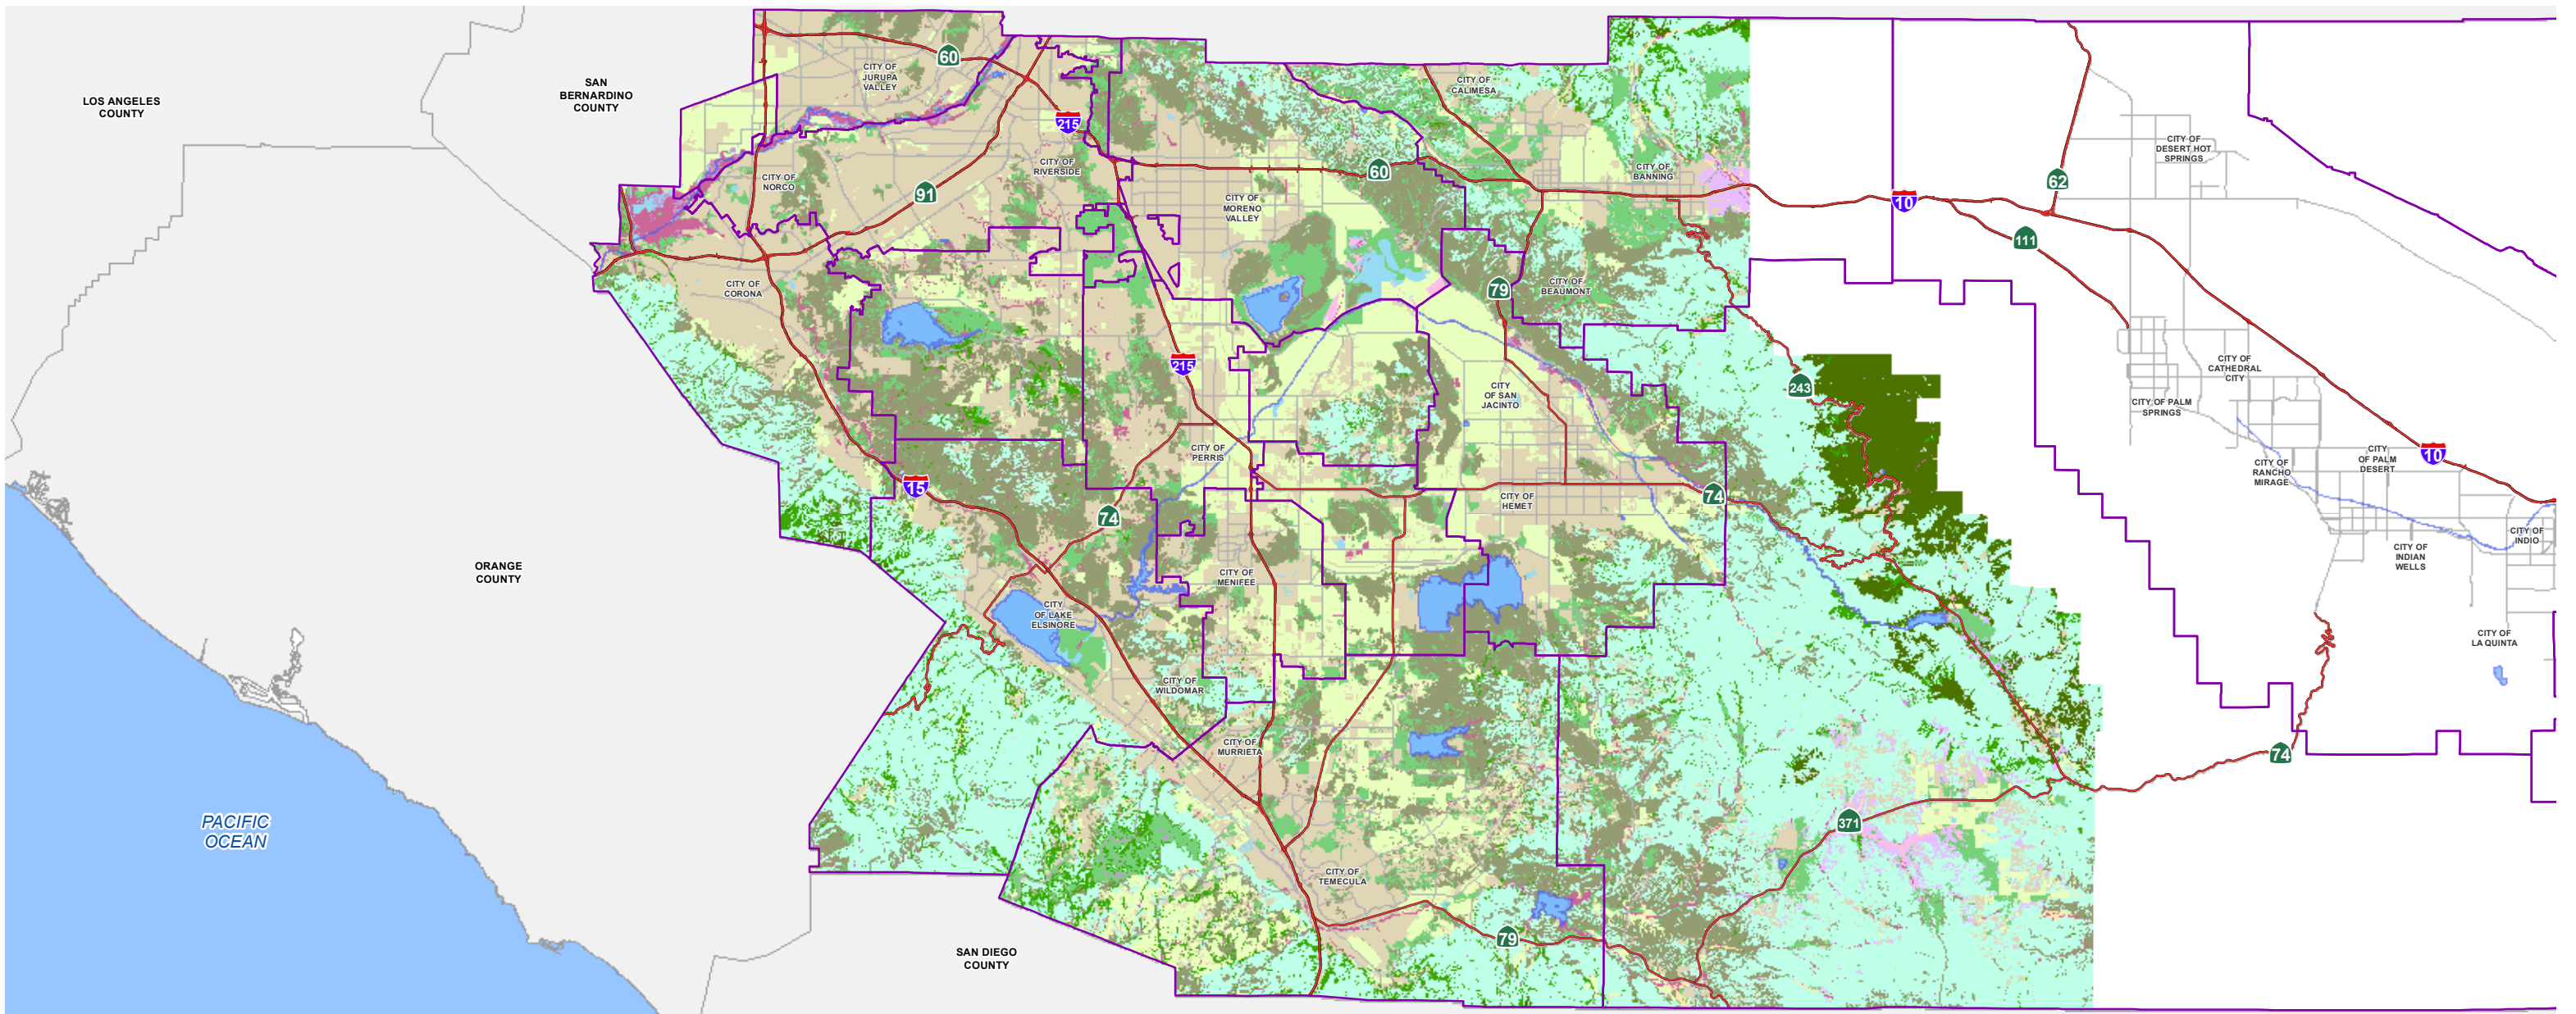 LOS ANGELES
COUNTY
SAN
BERNARDINO
COUNTY
60
CITY OF
JURUPA
VALLEY
215
CITY OF
CALIMESA
CITY OF
DESERT HOT
SPRINGS
CITY OF
NORCO
91
CITY OF
RIVERSIDE
60
CITY OF
BANNING
62
CITY OF
MORENO
VALLEY
10
111
CITY OF
CORONA
79
CITY OF
BEAUMONT
215
CITY
OF SAN
JACINTO
243
CITY OF
CATHEDRAL
CITY
CITY OF PALM
SPRINGS
CITY OF
PERRIS
10
CITY
OF PALM
DESERT
CITY OF
RANCHO
MIRAGE
15
74
CITY OF
HEMET
74
CITY OF
INDIO
CITY OF
INDIAN
WELLS
ORANGE
COUNTY
CITY OF
MENIFEE
CITY
OF LAKE
ELSINORE
CITY OF
LA QUINTA
CITY OF
WILDOMAR
CITY OF
MURRIETA
74
PACIFIC
OCEAN
371
CITY OF
TEMECULA
79
SAN DIEGO
COUNTY